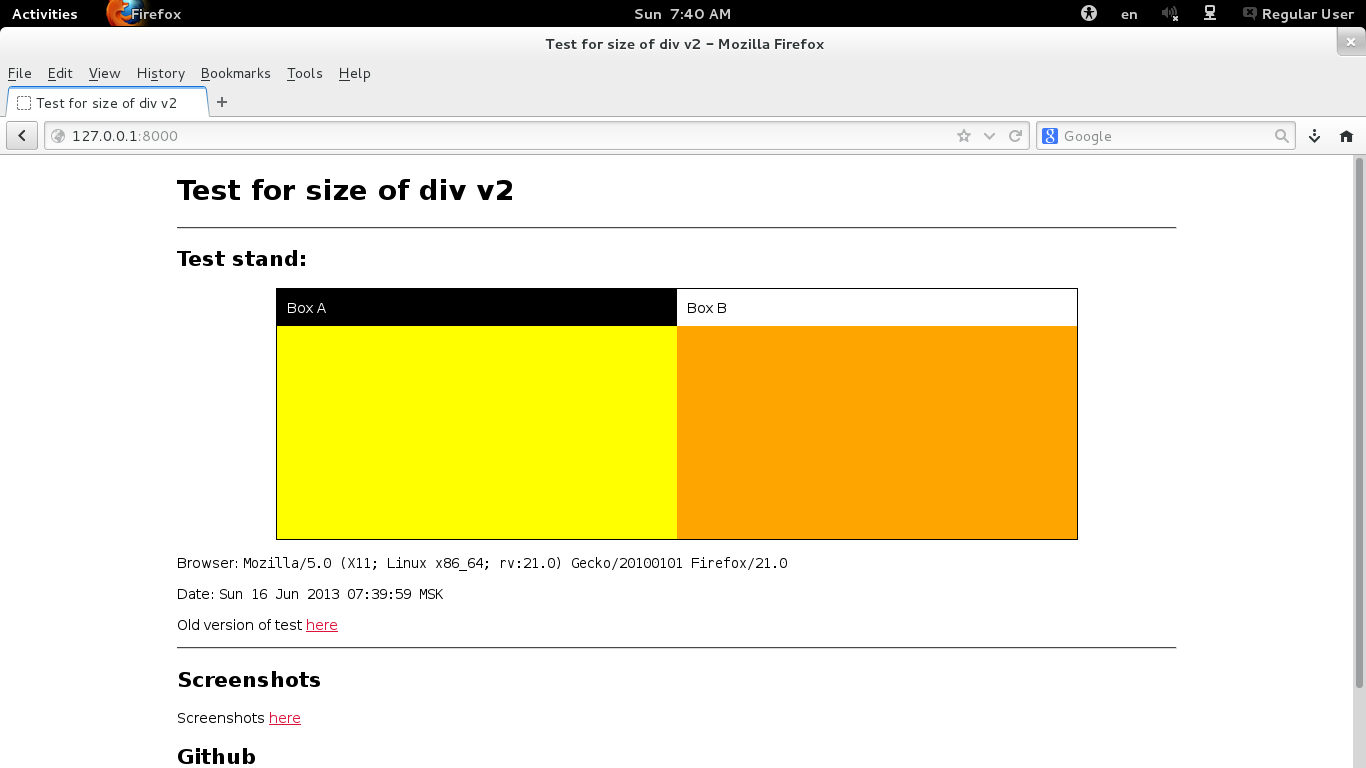 Activities Firefox Sun 7:40 AM en Regular User
Test for size of div v2 - Mozilla Firefox
File Edit View History Bookmarks Tools Help
Test for size of div v2 +
127.0.0.1:8000 8 Google
Test for size of div v2
Test stand:
Box A Box B
Browser: Mozilla/5.0 (X11; Linux x86_64; rv:21.0) Gecko/20100101 Firefox/21.0
Date: Sun 16 Jun 2013 07:39:59 MSK
Old version of test here
Screenshots
Screenshots here
Github